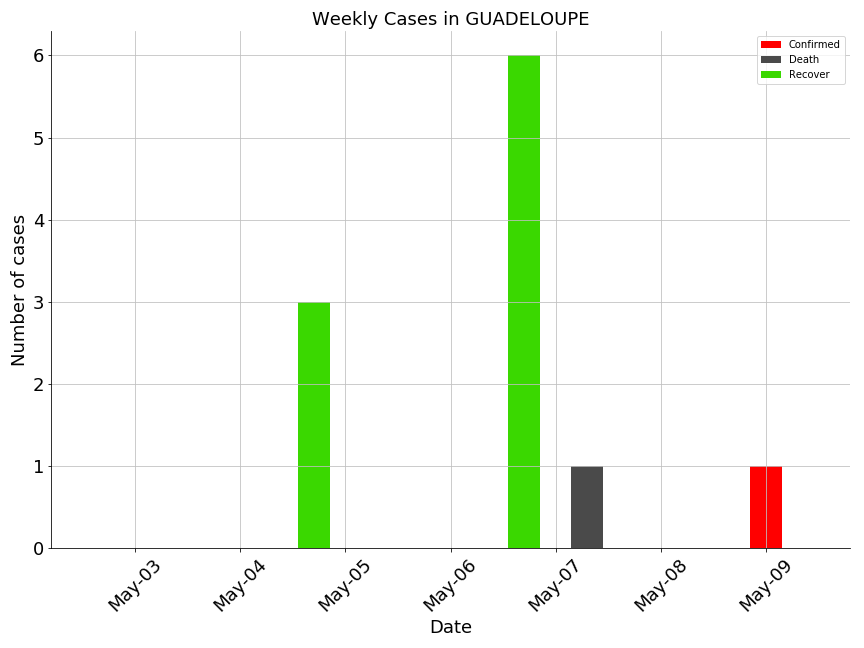 Weekly Cases in GUADELOUPE
Confirmed
Death
Recover
6
5
4
3
2
1
0
Number of cases
May-03
May-04
May-05
May-06
May-07
May-08
May-09
Date